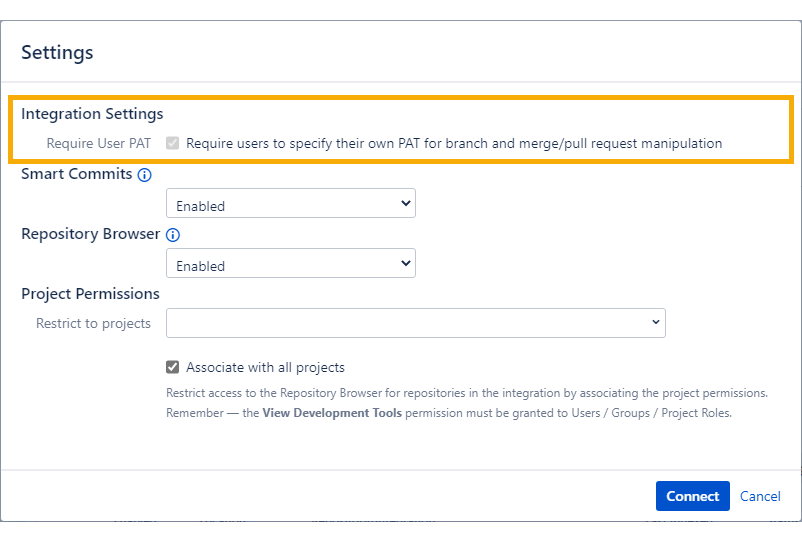 Settings
Integration Settings
Require User PAT Require users to specify their own PAT for branch and merge/pull request manipulation
Smart Commits
Enabled
Repository Browser
Enabled
Project Permissions
Restrict to projects
Associate with all projects
Restrict access to the Repository Browser for repositories in the integration by associating the project permissions.
Remember — the View Development Tools permission must be granted to Users / Groups / Project Roles.
Connect Cancel